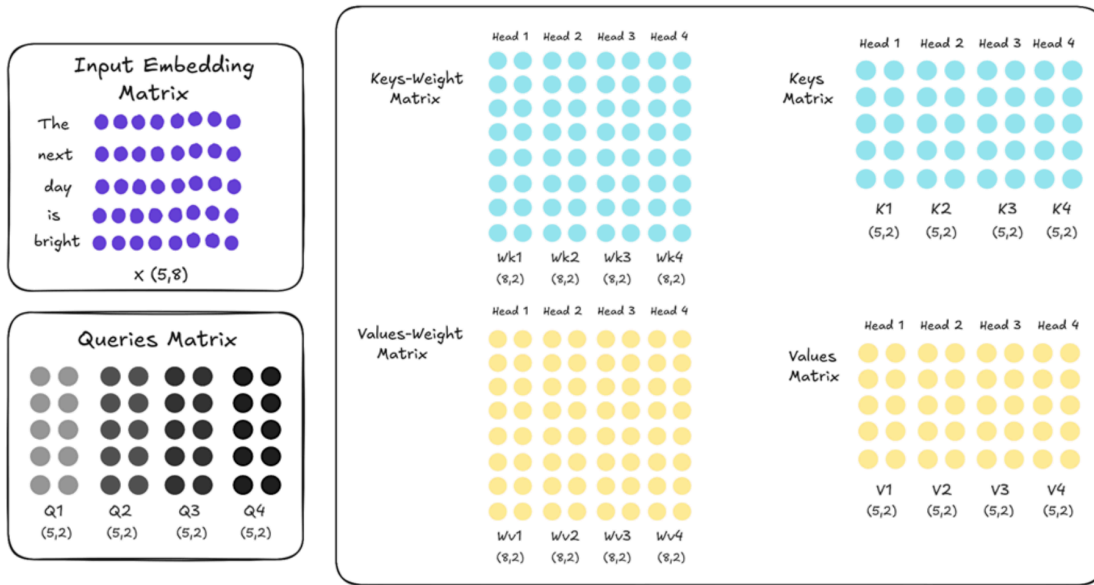 Input Embedding
Matrix
The
next
day
is
bright
X (5,8)
Queries Matrix
Q1 Q2 Q3 Q4
(5,2) (5,2) (5,2) (5,2)
Keys-Weight
Matrix
Head 1 Head 2 Head 3 Head 4
Wk1 Wk2 Wk3 Wk4
(8,2) (8,2) (8,2) (8,2)
Keys
Matrix
Head 1 Head 2 Head 3 Head 4
K1 K2 K3 K4
(5,2) (5,2) (5,2) (5,2)
Values-Weight
Matrix
Head 1 Head 2 Head 3 Head 4
Wv1 Wv2 Wv3 Wv4
(8,2) (8,2) (8,2) (8,2)
Values
Matrix
Head 1 Head 2 Head 3 Head 4
V1 V2 V3 V4
(5,2) (5,2) (5,2) (5,2)